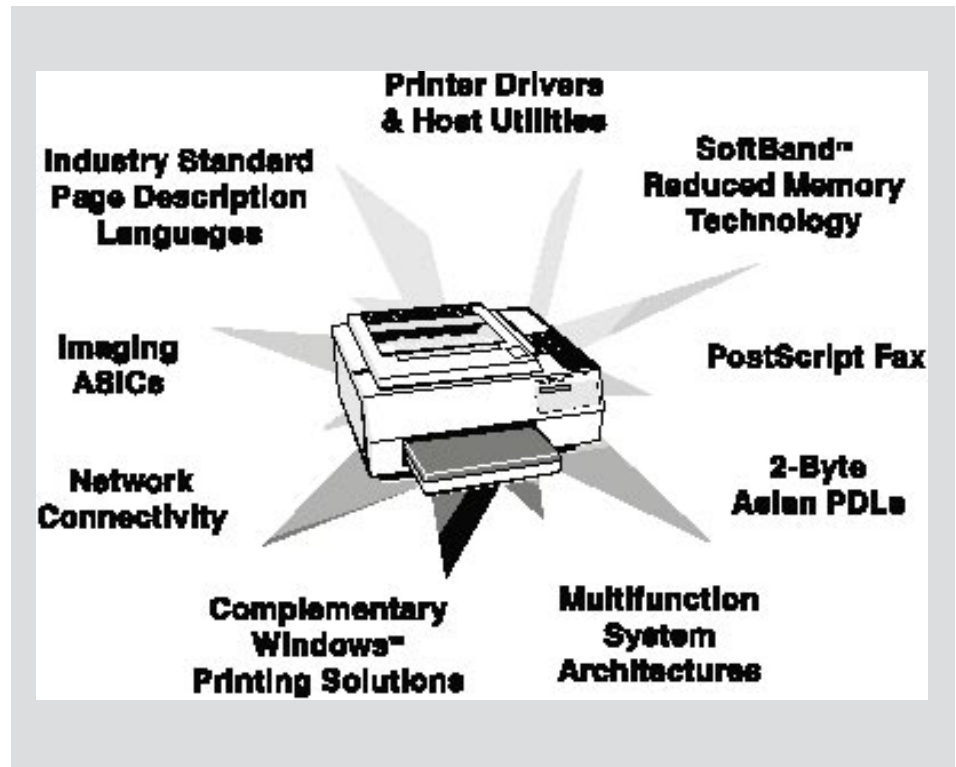 Printer Drivers
& Host Utilities
Industry Standard
Page Description
Languages
SoftBand™
Reduced Memory
Technology
Imaging
ASICs
PostScript Fax
Network
Connectivity
2-Byte
Asian PDLs
Complementary
Windows™
Printing Solutions
Multifunction
System
Architectures